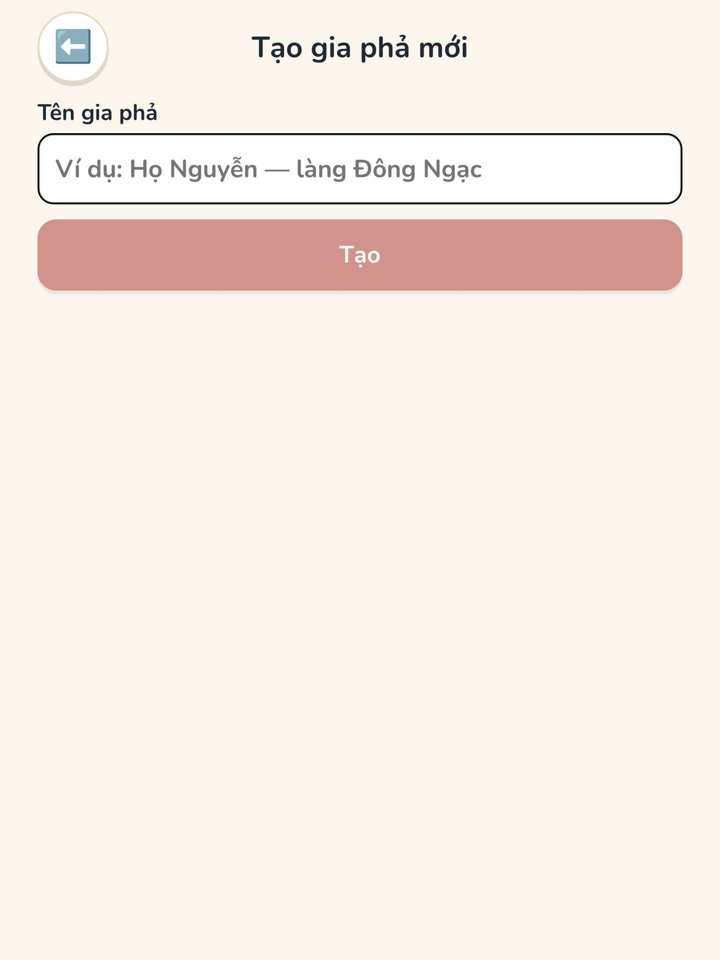 Tạo gia phả mới
Tên gia phả
Ví dụ: Họ Nguyễn — làng Đông Ngạc
Tạo